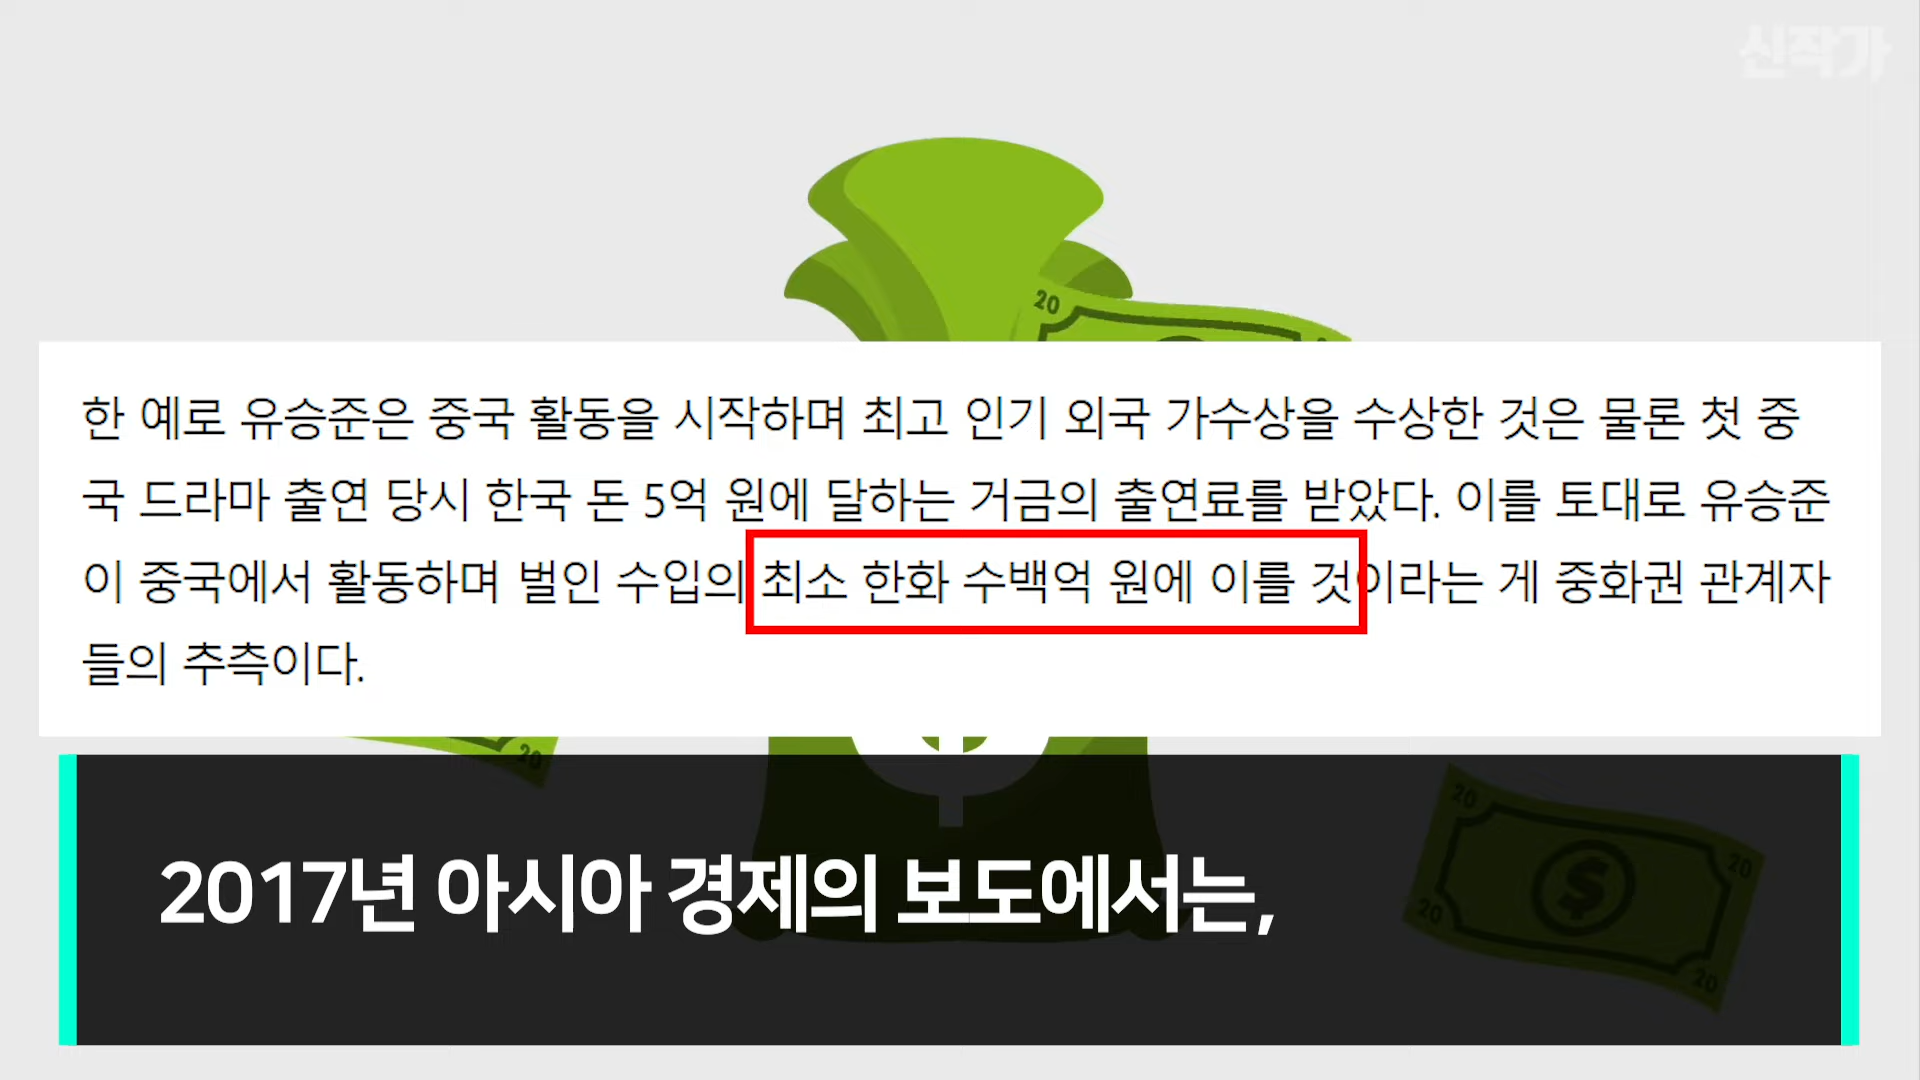 신작가
20
한 예로 유승준은 중국 활동을 시작하며 최고 인기 외국 가수상을 수상한 것은 물론 첫 중
국 드라마 출연 당시 한국 돈 5억 원에 달하는 거금의 출연료를 받았다. 이를 토대로 유승준
이 중국에서 활동하며 벌인 수입의 최소 한화 수백억 원에 이를 것이라는 게 중화권 관계자
들의 추측이다.
20
20
20
2017년 아시아 경제의 보도에서는,
20
20